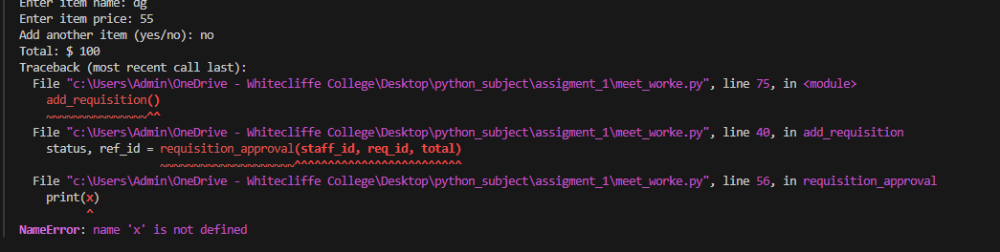 Enter item name: dg
Enter item price: 55
Add another item (yes/no): no
Total: $ 100
Traceback (most recent call last):
  File "c:\Users\Admin\OneDrive - Whitecliffe College\Desktop\python_subject\assigment_1\meet_worke.py", line 75, in <module>
    add_requisition()
    ~~~~~~~~~~~~~~~^^
  File "c:\Users\Admin\OneDrive - Whitecliffe College\Desktop\python_subject\assigment_1\meet_worke.py", line 40, in add_requisition
    status, ref_id = requisition_approval(staff_id, req_id, total)
                     ~~~~~~~~~~~~~~~~~~~~^^^^^^^^^^^^^^^^^^^^^^^^^
  File "c:\Users\Admin\OneDrive - Whitecliffe College\Desktop\python_subject\assigment_1\meet_worke.py", line 56, in requisition_approval
    print(x)
          ^
NameError: name 'x' is not defined